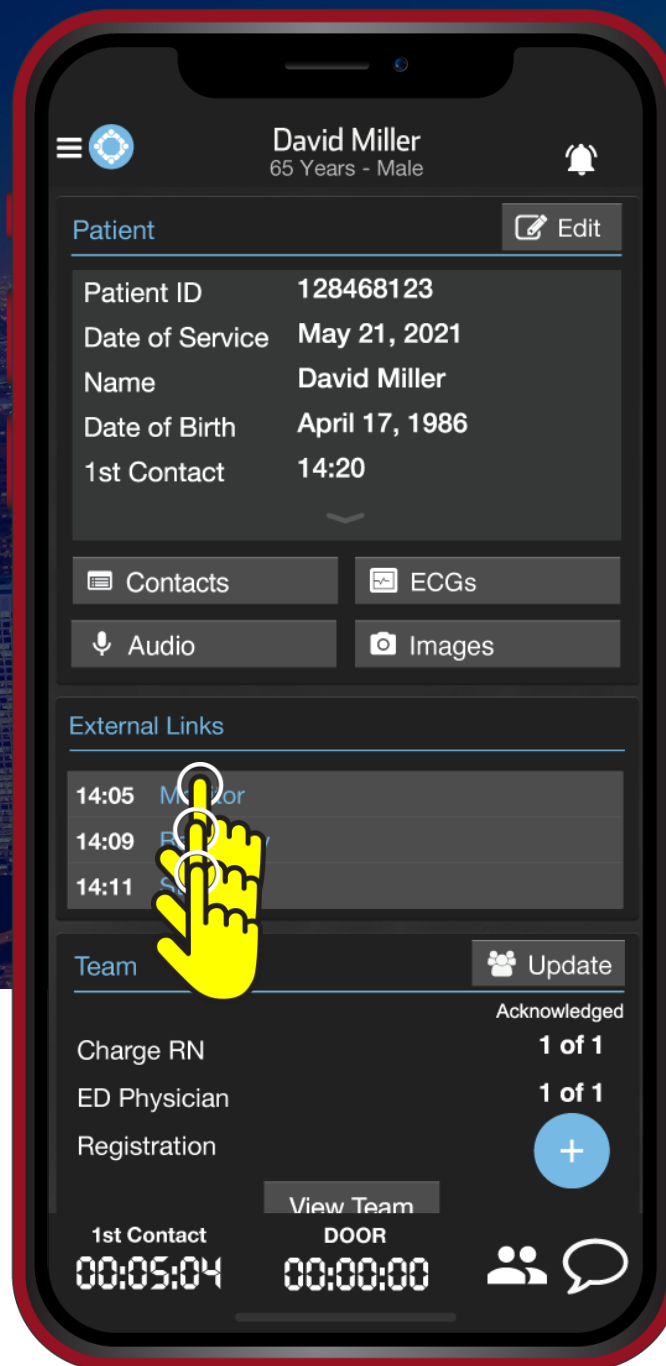 David Miller
65 Years - Male
Patient
Edit
Patient ID 128468123
Date of Service May 21, 2021
Name David Miller
Date of Birth April 17, 1986
1st Contact 14:20
Contacts
ECGs
Audio
Images
External Links
14:05
14:09
14:11
Team
Update
Acknowledged
Charge RN 1 of 1
ED Physician 1 of 1
Registration
View Team
1st Contact
DOOR
00:05:04
00:00:00